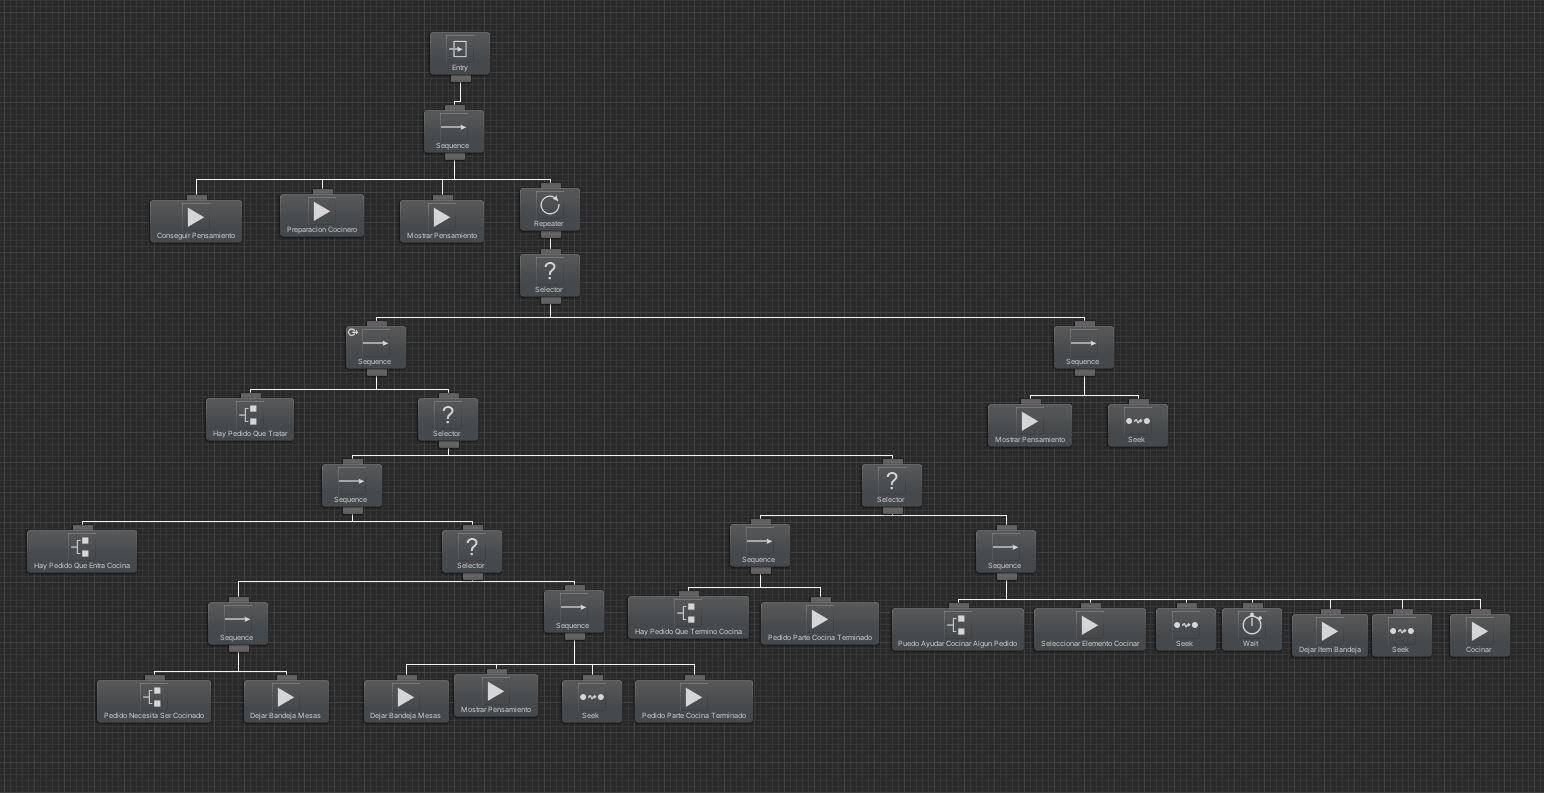 Entry
Sequence
Conseguir Pensamiento
Preparacion Cocinero
Mostrar Pensamiento
Repeater
?
Selector
Sequence
Sequence
Hay Pedido Que Tratar
?
Selector
Mostrar Pensamiento
Seek
Sequence
?
Selector
Hay Pedido Que Entra Cocina
?
Selector
Sequence
Sequence
Sequence
Sequence
Hay Pedido Que Termino Cocina
Pedido Parte Cocina Terminado
Puedo Ayudar Cocinar Algun Pedido
Seleccionar Elemento Cocinar
Seek
Wait
Dejar Item Bandeja
Seek
Cocinar
Pedido Necesita Ser Cocinado
Dejar Bandeja Mesas
Dejar Bandeja Mesas
Mostrar Pensamiento
Seek
Pedido Parte Cocina Terminado